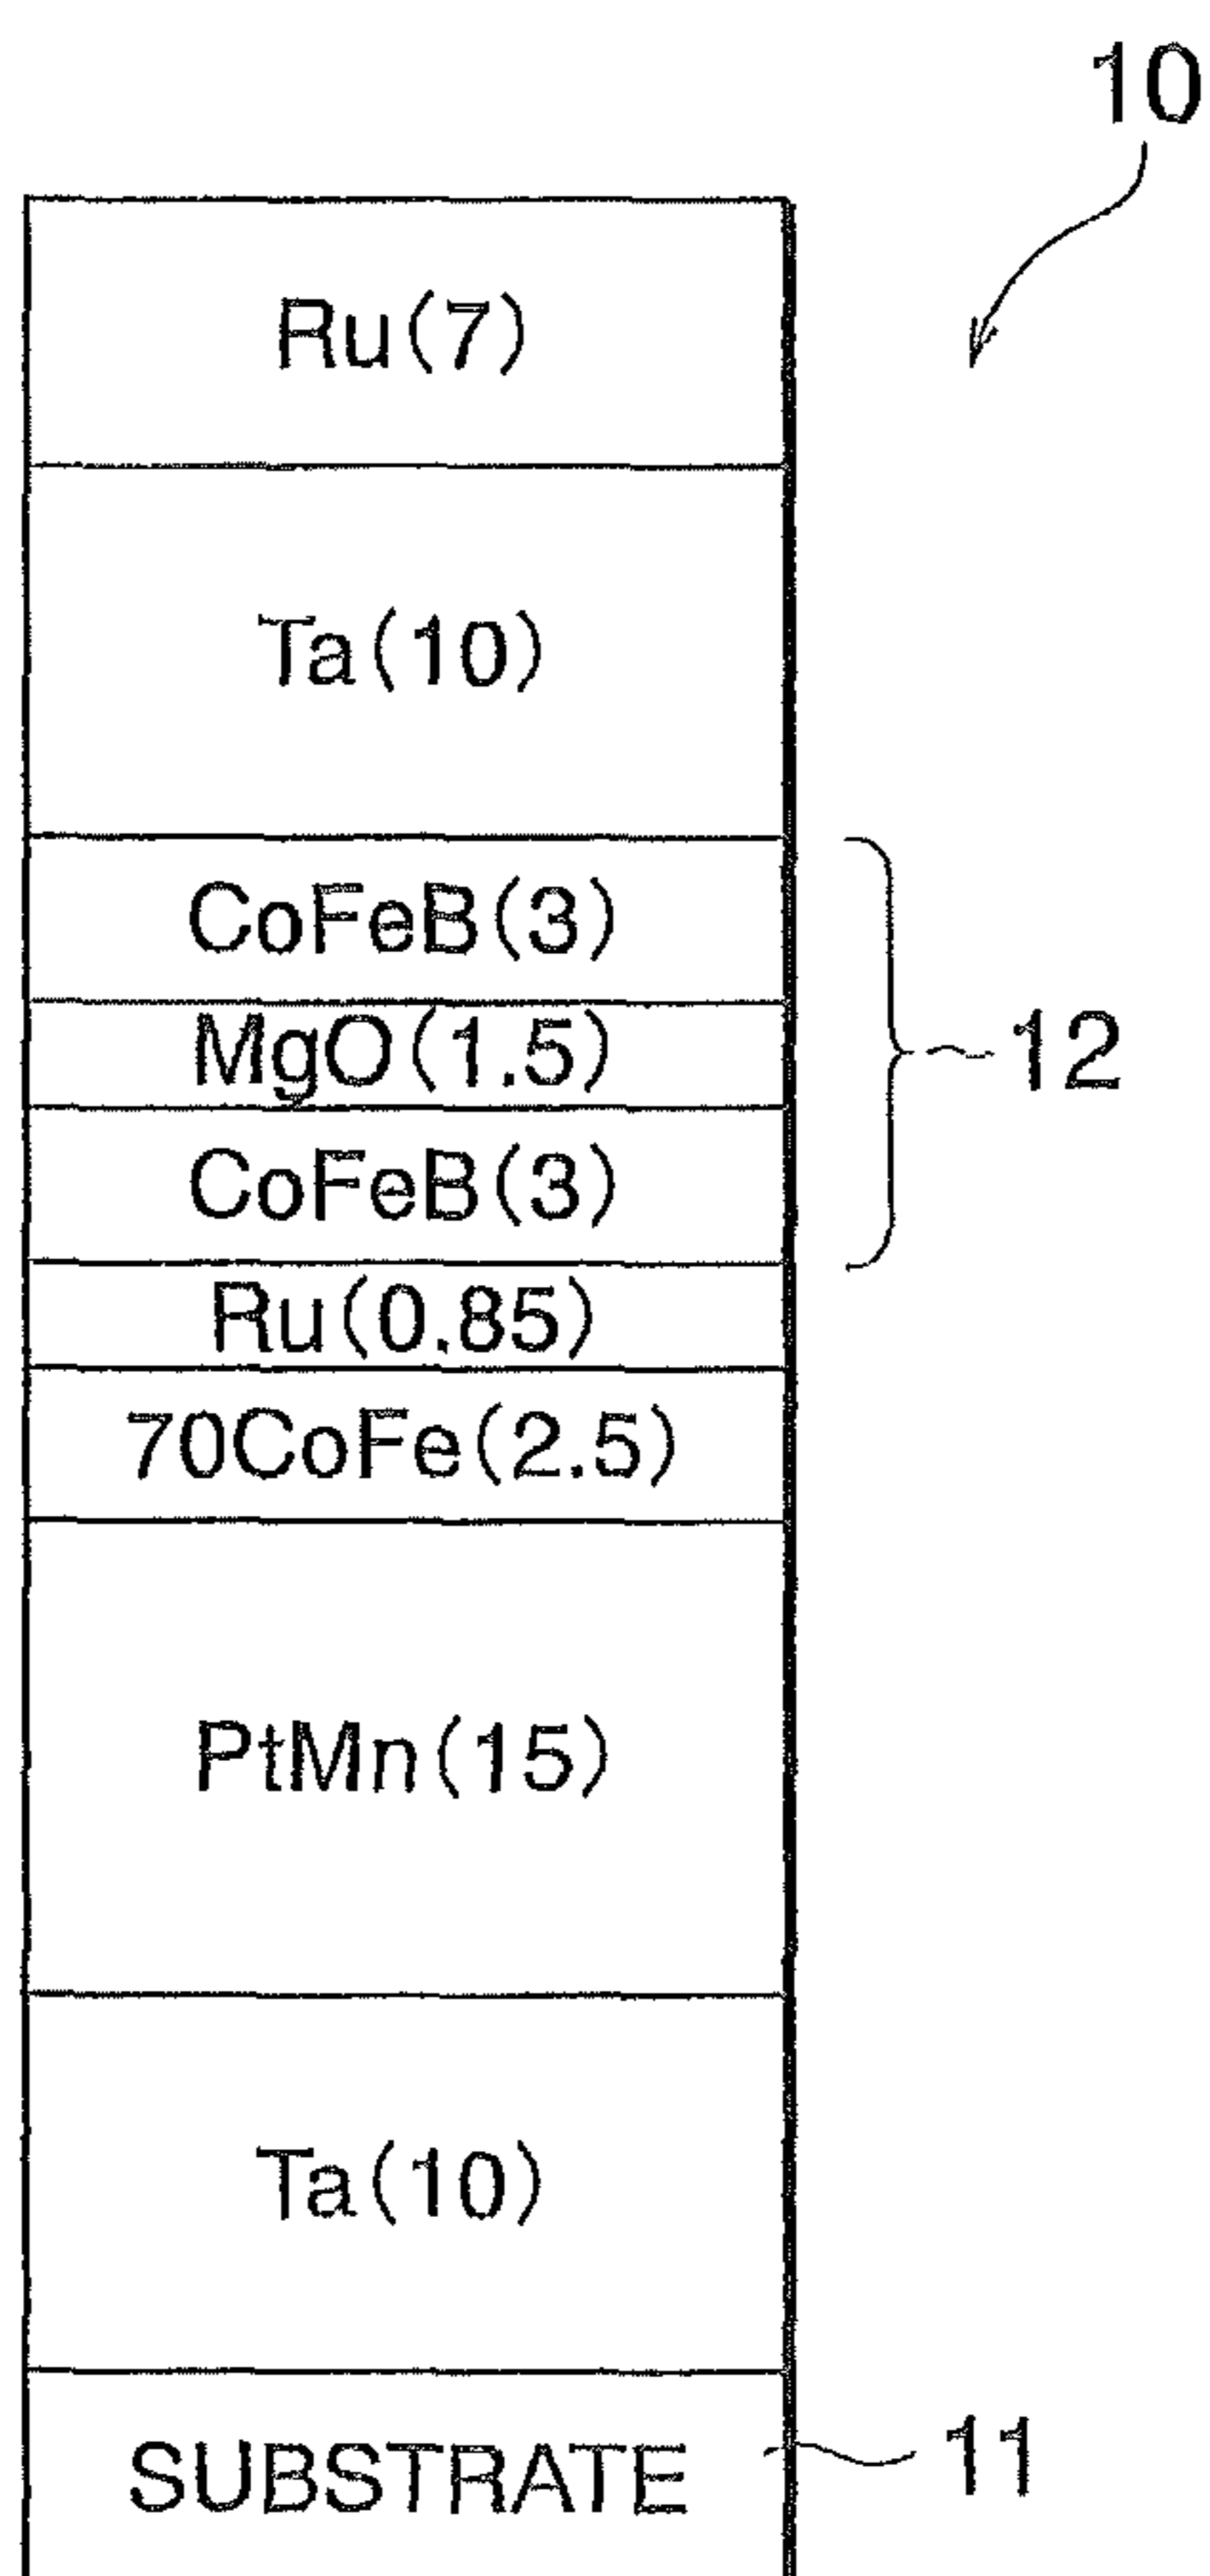 10
Ru(7)
Ta(10)
CoFeB(3)
MgO(1.5)
12
CoFeB(3)
Ru(0.85)
70CoFe(2.5)
PtMn(15)
Ta(10)
SUBSTRATE
11